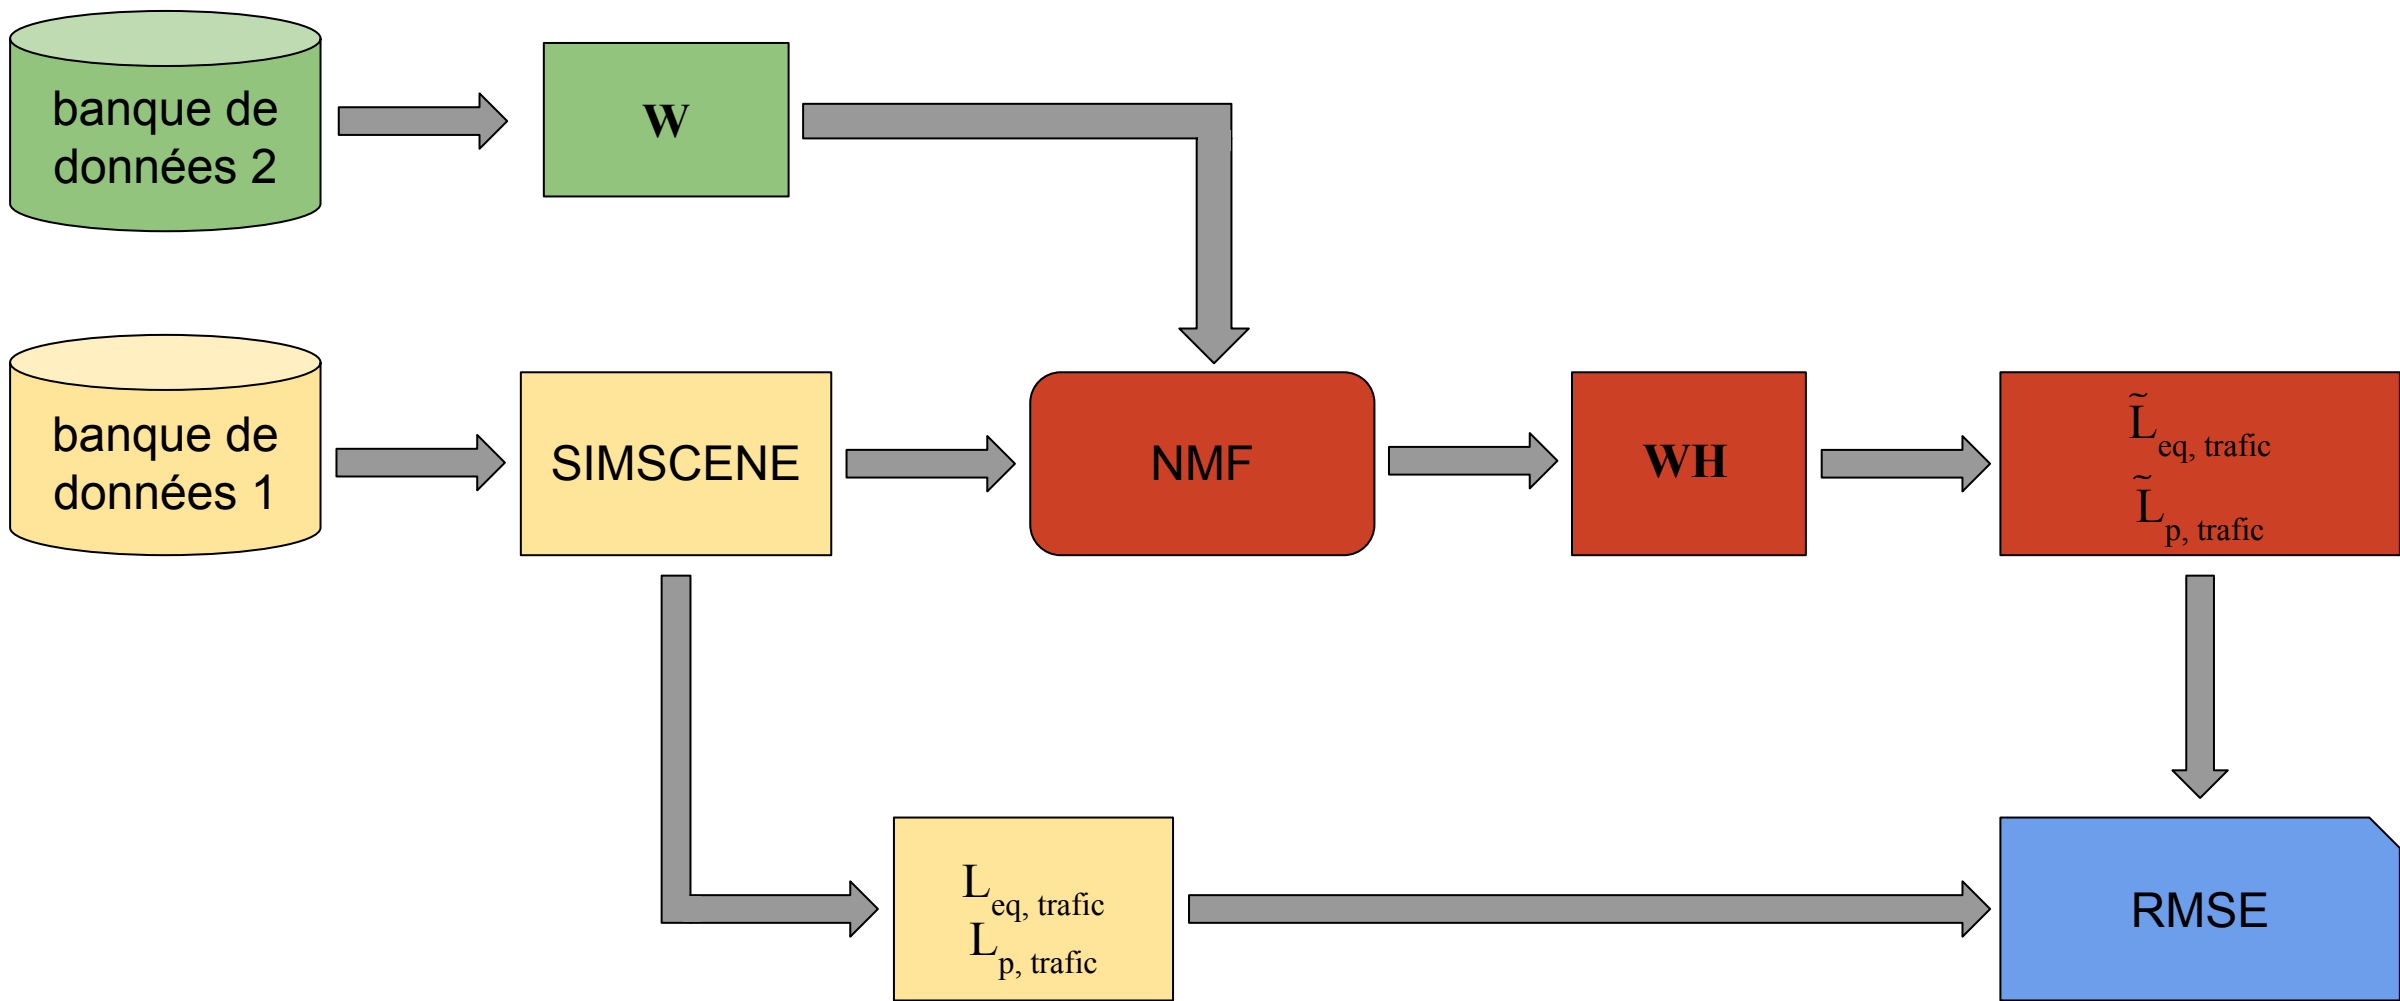 banque de
données 2
W
banque de
données 1
SIMSCENE
NMF
WH
L̃eq, trafic
L̃p, trafic
Leq, trafic
Lp, trafic
RMSE